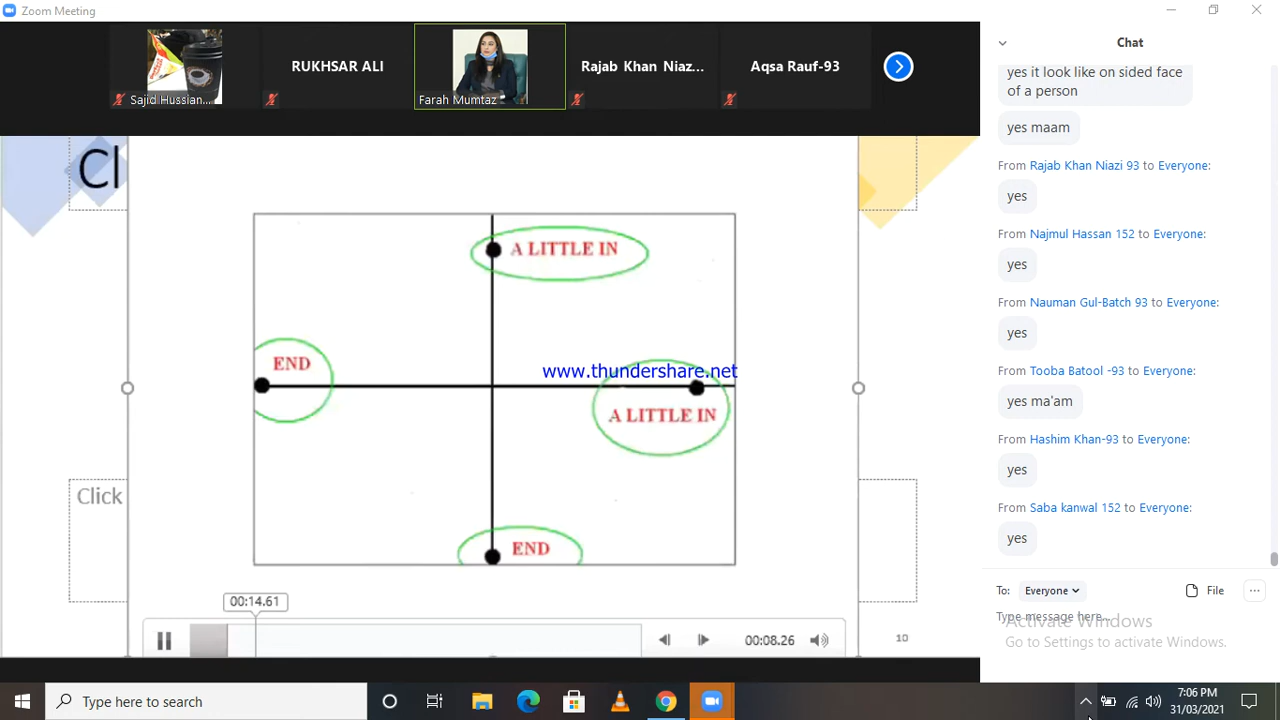 Zoom Meeting
Sajid Hussian...
RUKHSAR ALI
Farah Mumtaz
Rajab Khan Niaz...
Aqsa Rauf-93
Cl
A LITTLE IN
END
www.thundershare.net
A LITTLE IN
END
Click
00:14.61
00:08.26
10
Chat
yes it look like on sided face
of a person
yes maam
From Rajab Khan Niazi 93 to Everyone:
yes
From Najmul Hassan 152 to Everyone:
yes
From Nauman Gul-Batch 93 to Everyone:
yes
From Tooba Batool -93 to Everyone:
yes ma'am
From Hashim Khan-93 to Everyone:
yes
From Saba kanwal 152 to Everyone:
yes
To: Everyone
File
Type message here...
Activate Windows
Go to Settings to activate Windows.
Type here to search
7:06 PM
31/03/2021